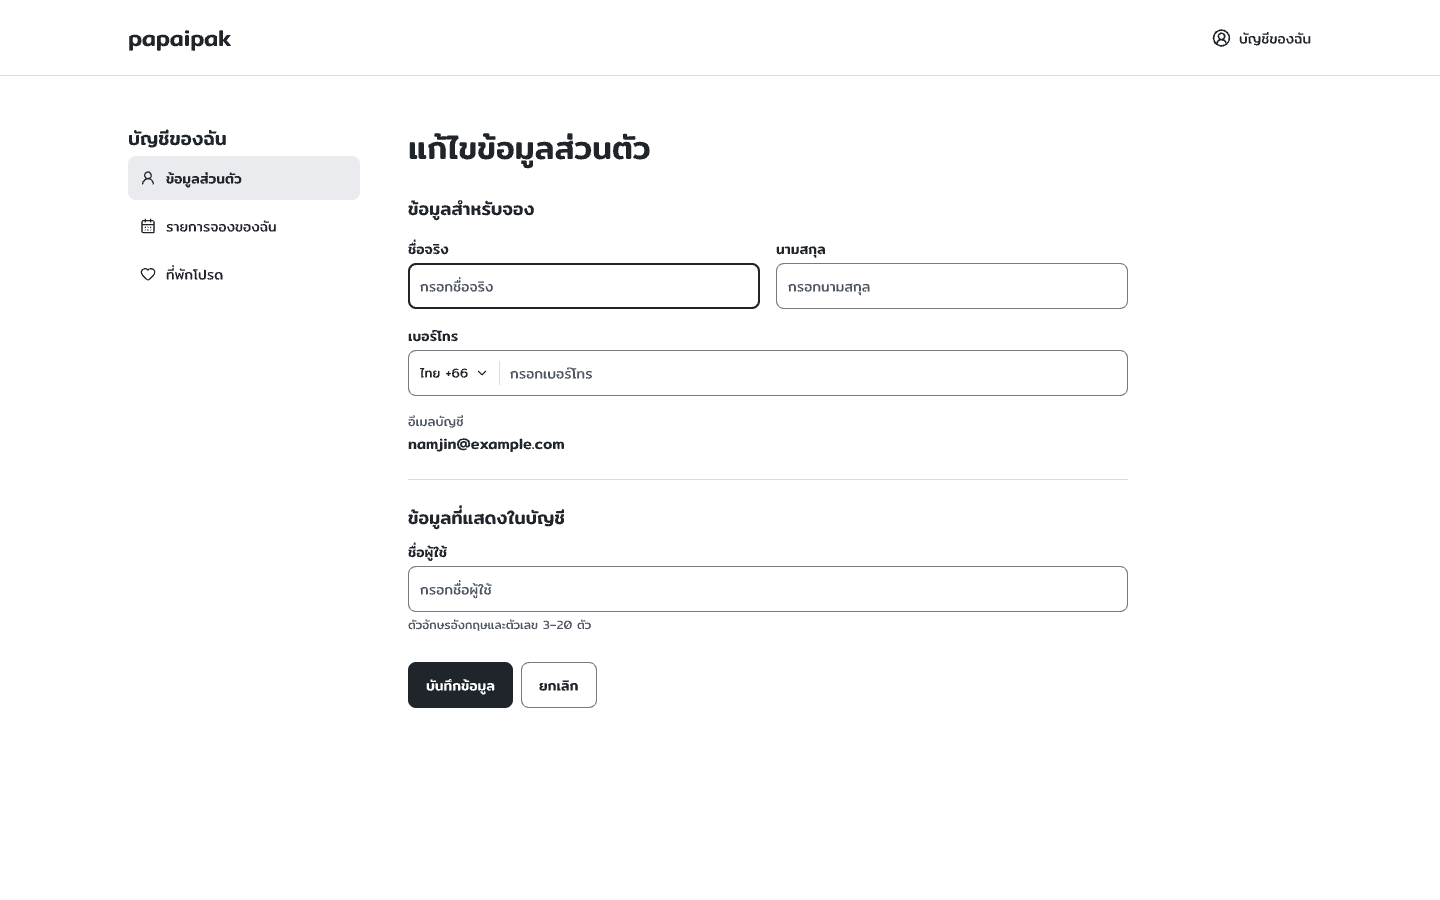 papaipak
บัญชีของฉัน
บัญชีของฉัน
ข้อมูลส่วนตัว
รายการจองของฉัน
ที่พักโปรด
แก้ไขข้อมูลส่วนตัว
ข้อมูลสำหรับจอง
ชื่อจริง
กรอกชื่อจริง
นามสกุล
กรอกนามสกุล
เบอร์โทร
ไทย +66
กรอกเบอร์โทร
อีเมลบัญชี
namjin@example.com
ข้อมูลที่แสดงในบัญชี
ชื่อผู้ใช้
กรอกชื่อผู้ใช้
ตัวอักษรอังกฤษและตัวเลข 3–20 ตัว
บันทึกข้อมูล
ยกเลิก